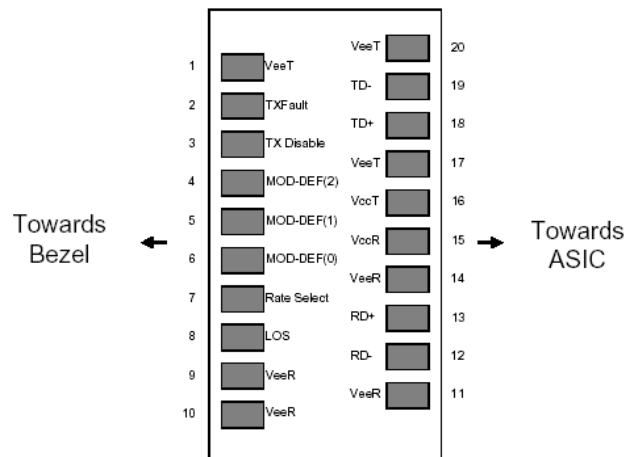 VeeT 20
1 VeeT
TD- 19
2 TXFault
TD+ 18
3 TX Disable
VeeT 17
4 MOD-DEF(2)
VccT 16
5 MOD-DEF(1)
Towards
Bezel
VccR 15
Towards
ASIC
6 MOD-DEF(0)
VeeR 14
7 Rate Select
RD+ 13
8 LOS
RD- 12
9 VeeR
VeeR 11
10 VeeR